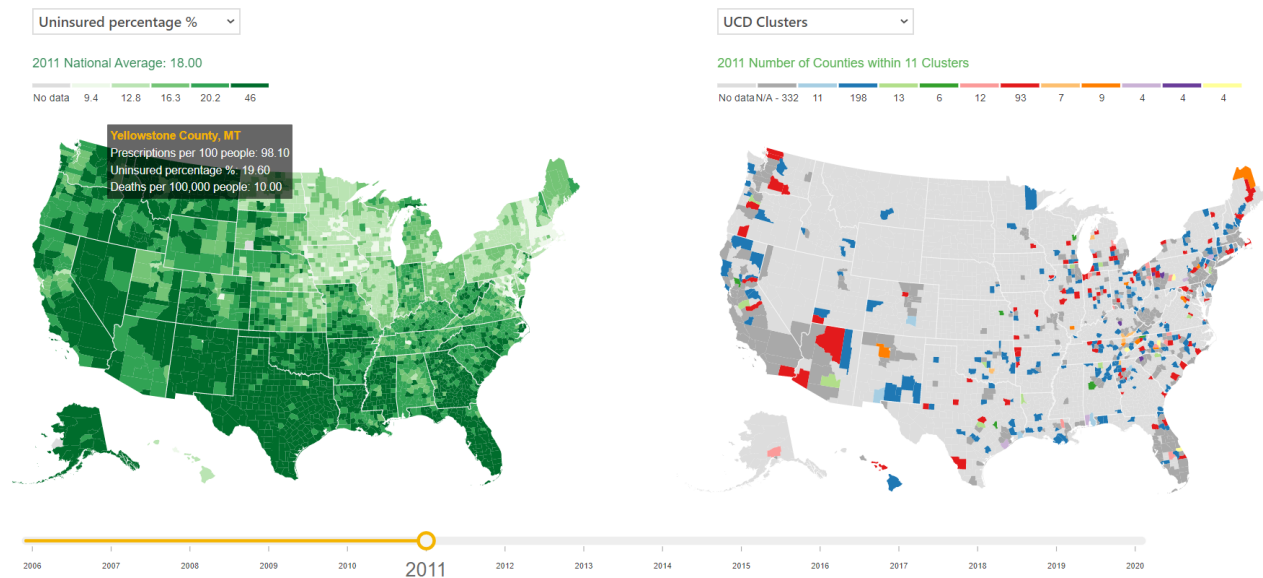 Uninsured percentage %
2011 National Average: 18.00
No data 9.4 12.8 16.3 20.2 46
Yellowstone County, MT
Prescriptions per 100 people: 98.10
Uninsured percentage %: 19.60
Deaths per 100,000 people: 10.00
UCD Clusters
2011 Number of Counties within 11 Clusters
No data N/A - 332 11 198 13 6 12 93 7 9 4 4 4
2006 2007 2008 2009 2010 2011 2012 2013 2014 2015 2016 2017 2018 2019 2020